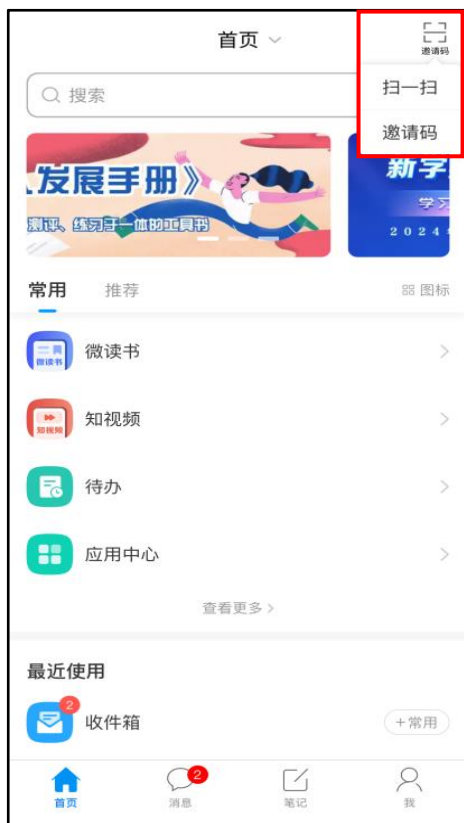 首页
邀请码
扫一扫
搜索
邀请码
发展手册》
测评、练习于一体的工具书
新学
学习
2024
常用 推荐 图标
微读书
微读书
知视频
知视频
待办
应用中心
查看更多 >
最近使用
2
收件箱 +常用
2
首页 消息 笔记 我